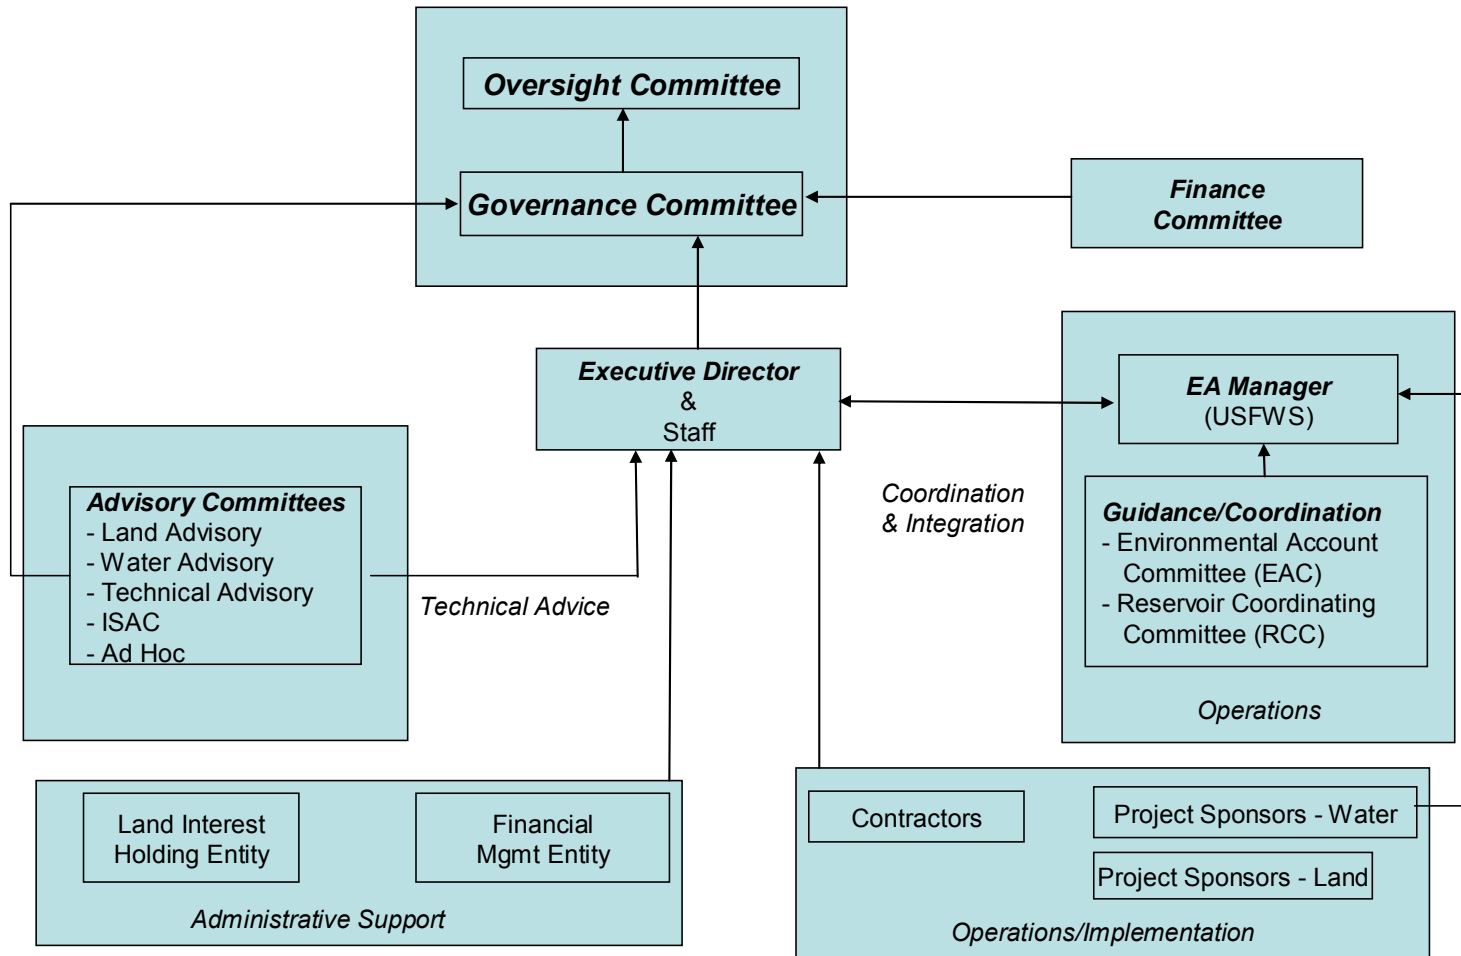 Oversight Committee
Governance Committee
Finance
Committee
Executive Director
&
Staff
EA Manager
(USFWS)
Coordination
& Integration
Guidance/Coordination
- Environmental Account
Committee (EAC)
- Reservoir Coordinating
Committee (RCC)
Operations
Advisory Committees
- Land Advisory
- Water Advisory
- Technical Advisory
- ISAC
- Ad Hoc
Technical Advice
Land Interest
Holding Entity
Financial
Mgmt Entity
Administrative Support
Contractors
Project Sponsors - Water
Project Sponsors - Land
Operations/Implementation